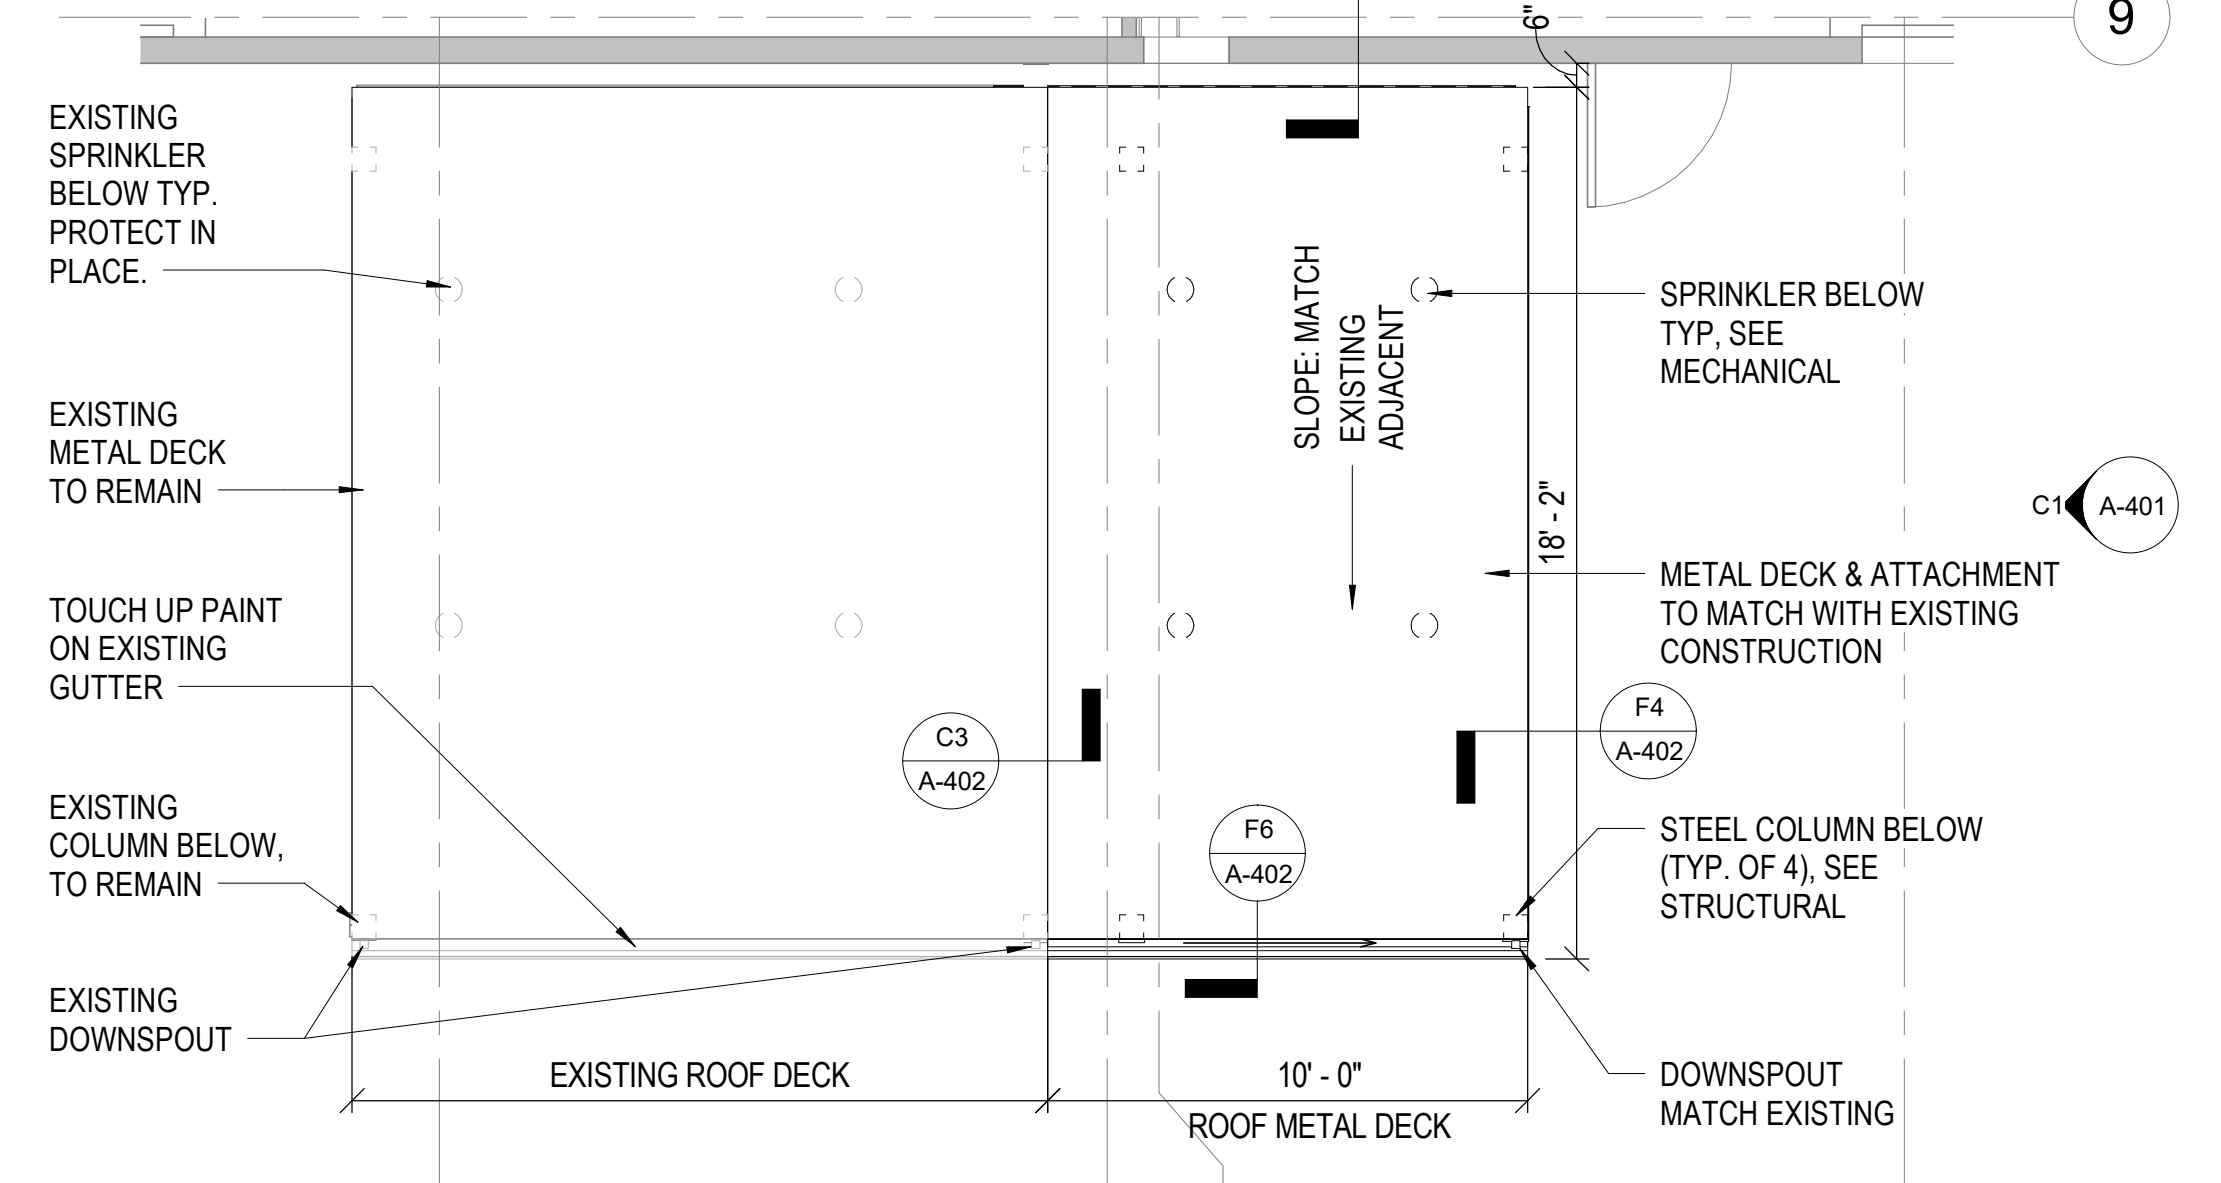 9
6"
EXISTING
SPRINKLER
BELOW TYP.
PROTECT IN
PLACE.
SLOPE: MATCH
EXISTING
ADJACENT
SPRINKLER BELOW
TYP, SEE
MECHANICAL
EXISTING
METAL DECK
TO REMAIN
18' - 2"
C1
A-401
METAL DECK & ATTACHMENT
TO MATCH WITH EXISTING
CONSTRUCTION
TOUCH UP PAINT
ON EXISTING
GUTTER
C3
A-402
F4
A-402
F6
A-402
EXISTING
COLUMN BELOW,
TO REMAIN
STEEL COLUMN BELOW
(TYP. OF 4), SEE
STRUCTURAL
EXISTING
DOWNSPOUT
EXISTING ROOF DECK
10' - 0"
ROOF METAL DECK
DOWNSPOUT
MATCH EXISTING